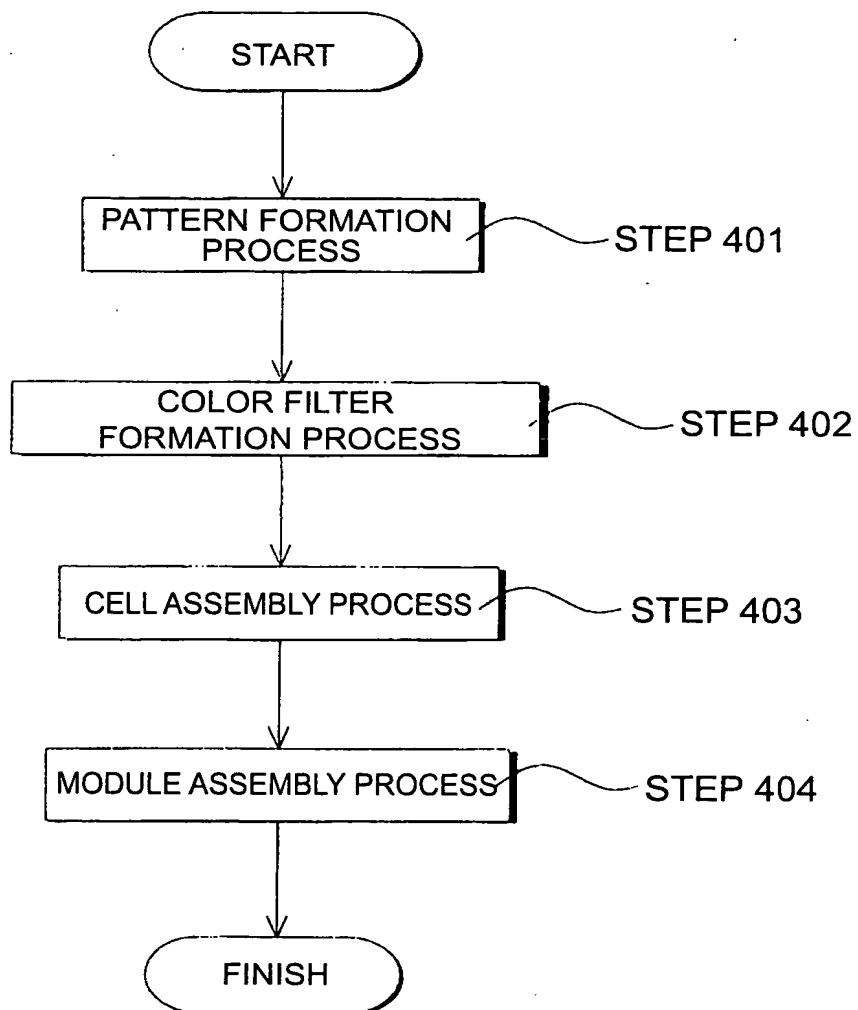 START
PATTERN FORMATION
PROCESS
STEP 401
COLOR FILTER
FORMATION PROCESS
STEP 402
CELL ASSEMBLY PROCESS
STEP 403
MODULE ASSEMBLY PROCESS
STEP 404
FINISH